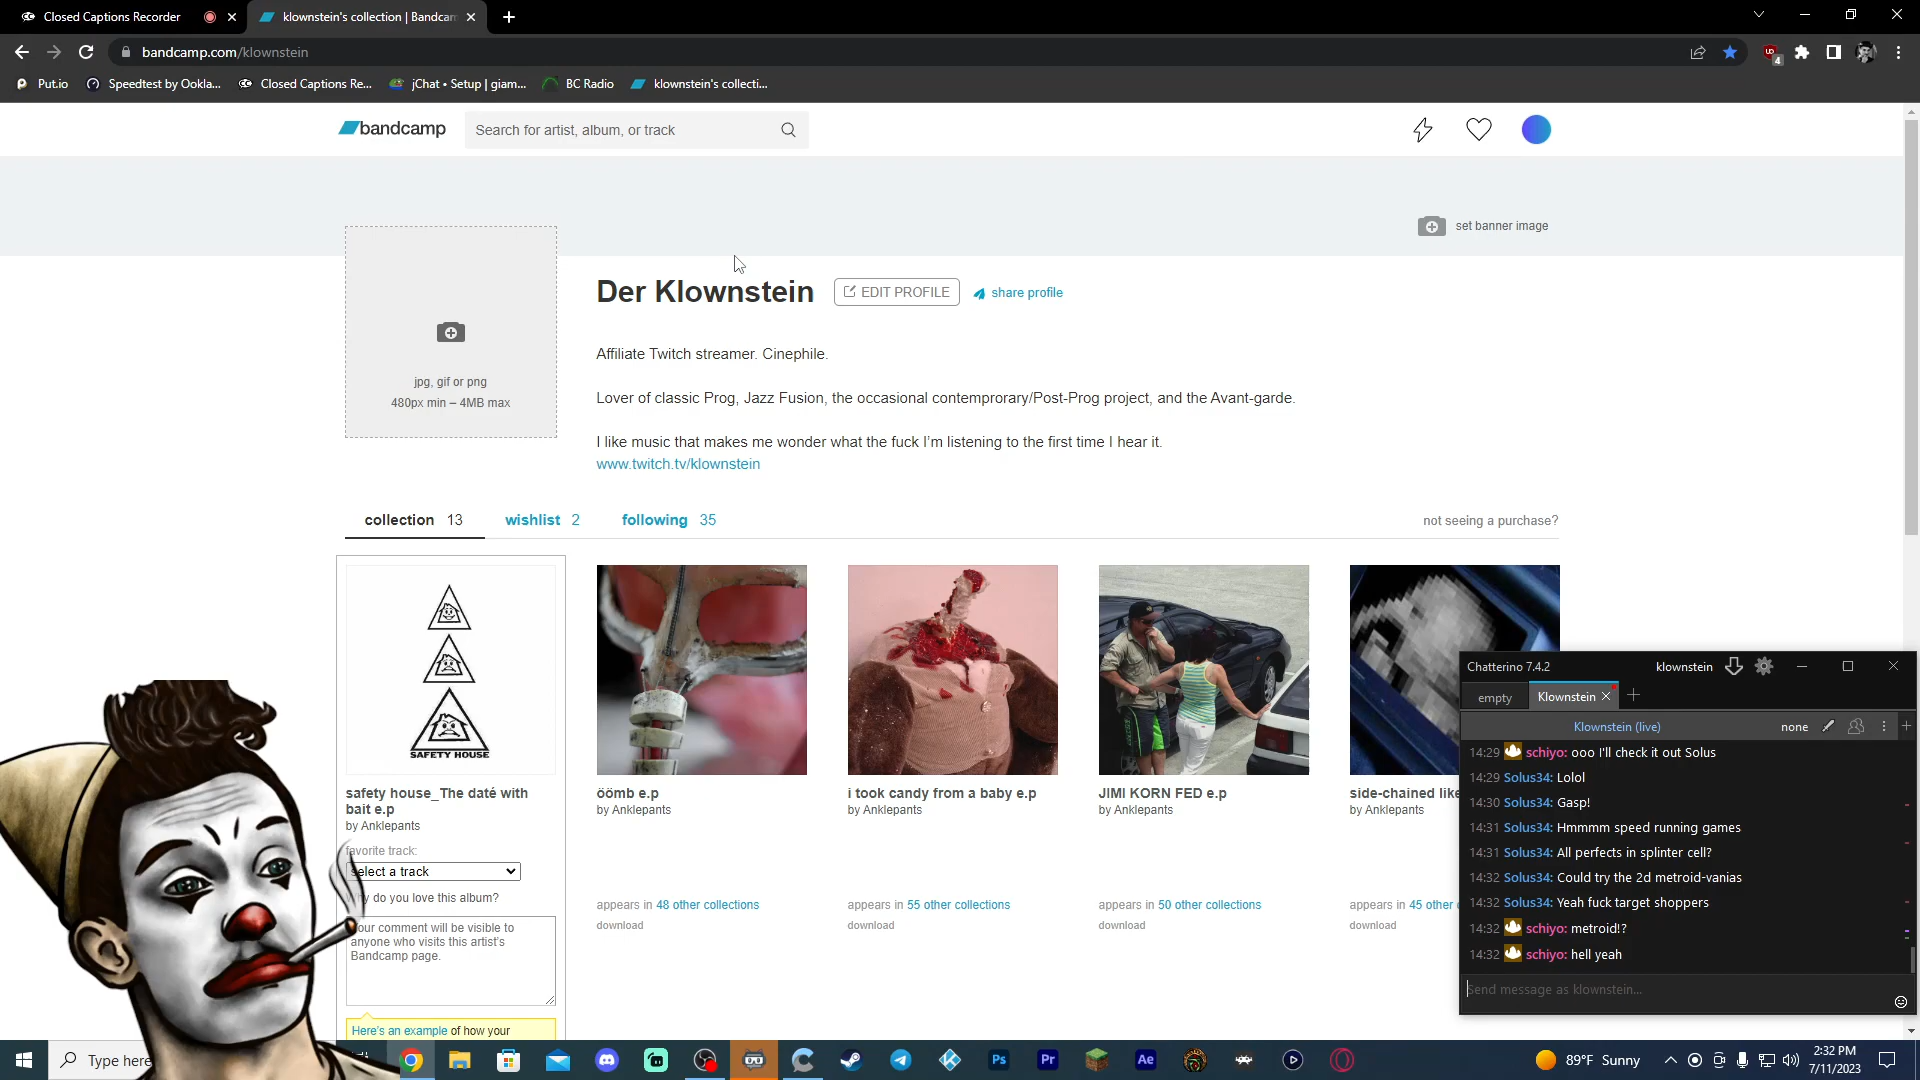 Closed Captions Recorder
klownstein's collection | Bandcam
bandcamp.com/klownstein
4
Put.io
Speedtest by Ookla...
Closed Captions Re...
jChat • Setup | giam...
BC Radio
klownstein's collecti...
bandcamp
Search for artist, album, or track
set banner image
jpg, gif or png
480px min – 4MB max
Der Klownstein
EDIT PROFILE
share profile
Affiliate Twitch streamer. Cinephile.
Lover of classic Prog, Jazz Fusion, the occasional contemprorary/Post-Prog project, and the Avant-garde.
I like music that makes me wonder what the fuck I'm listening to the first time I hear it.
www.twitch.tv/klownstein
collection 13
wishlist 2
following 35
not seeing a purchase?
SAFETY HOUSE
safety house_The daté with
bait e.p
by Anklepants
favorite track:
select a track
do you love this album?
your comment will be visible to
anyone who visits this artist's
Bandcamp page.
Here's an example of how your
öömb e.p
by Anklepants
appears in 48 other collections
download
i took candy from a baby e.p
by Anklepants
appears in 55 other collections
download
JIMI KORN FED e.p
by Anklepants
appears in 50 other collections
download
side-chained like
by Anklepants
appears in 45 other
download
Chatterino 7.4.2
klownstein
empty
Klownstein
Klownstein (live)
none
14:29 schiyo: ooo I'll check it out Solus
14:29 Solus34: Lolol
14:30 Solus34: Gasp!
14:31 Solus34: Hmmmm speed running games
14:31 Solus34: All perfects in splinter cell?
14:32 Solus34: Could try the 2d metroid-vanias
14:32 Solus34: Yeah fuck target shoppers
14:32 schiyo: metroid!?
14:32 schiyo: hell yeah
Send message as klownstein...
Type here
Ps
Pr
Ae
89°F Sunny
2:32 PM
7/11/2023